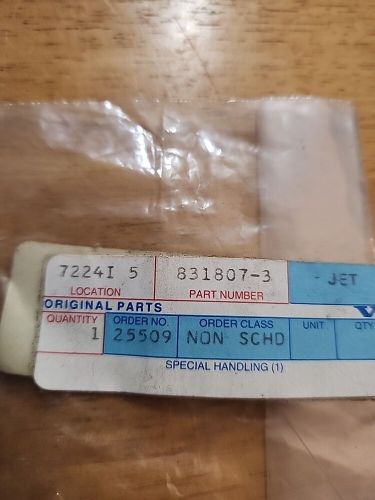 7224I 5 831807-3 JET
LOCATION PART NUMBER
ORIGINAL PARTS
QUANTITY ORDER NO. ORDER CLASS UNIT QTY
1 25509 NON SCHD
SPECIAL HANDLING (1)